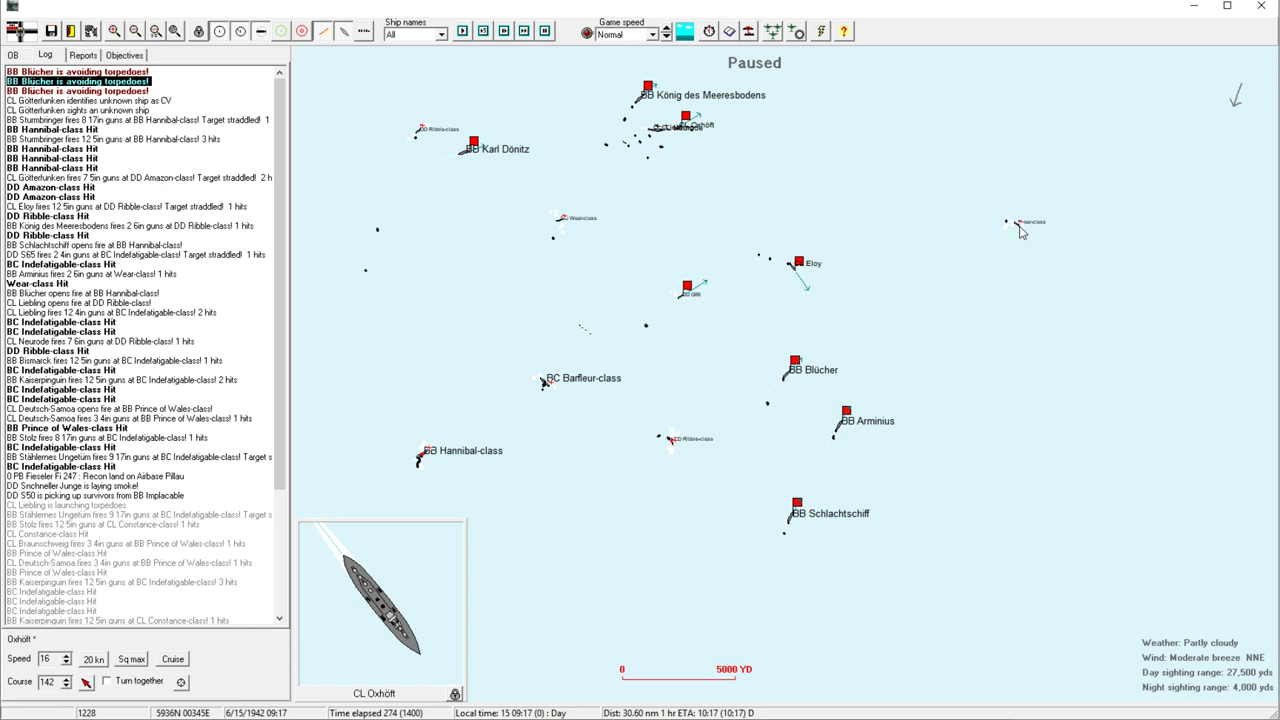 Ship names
All
Game speed
Normal
OB
Log
Reports
Objectives
BB Blücher is avoiding torpedoes!
BB Blücher is avoiding torpedoes!
BB Blücher is avoiding torpedoes!
CL Götterfunken identifies unknown ship as CV
CL Götterfunken sights an unknown ship
BB Sturmbringer fires 8 17in guns at BB Hannibal-class! Target straddled! 1
BB Hannibal-class Hit
BB Sturmbringer fires 12 5in guns at BB Hannibal-class! 3 hits
BB Hannibal-class Hit
BB Hannibal-class Hit
BB Hannibal-class Hit
CL Götterfunken fires 7 5in guns at DD Amazon-class! Target straddled! 2 h
DD Amazon-class Hit
DD Amazon-class Hit
CL Eloy fires 12 5in guns at DD Ribble-class! Target straddled! 1 hits
DD Ribble-class Hit
BB König des Meeresbodens fires 2 6in guns at DD Ribble-class! 1 hits
DD Ribble-class Hit
BB Schlachtschiff opens fire at BB Hannibal-class!
DD S65 fires 2 4in guns at BC Indefatigable-class! Target straddled! 1 hits
BC Indefatigable-class Hit
BB Arminius fires 2 6in guns at Wear-class! 1 hits
Wear-class Hit
BB Blücher opens fire at BB Hannibal-class!
CL Liebling opens fire at DD Ribble-class!
CL Liebling fires 12 4in guns at BC Indefatigable-class! 2 hits
BC Indefatigable-class Hit
BC Indefatigable-class Hit
CL Neurode fires 7 6in guns at DD Ribble-class! 1 hits
DD Ribble-class Hit
BB Bismarck fires 12 5in guns at BC Indefatigable-class! 1 hits
BC Indefatigable-class Hit
BB Kaiserpinguin fires 12 5in guns at BC Indefatigable-class! 2 hits
BC Indefatigable-class Hit
BC Indefatigable-class Hit
CL Deutsch-Samoa opens fire at BB Prince of Wales-class!
CL Deutsch-Samoa fires 3 4in guns at BB Prince of Wales-class! 1 hits
BB Prince of Wales-class Hit
BB Stolz fires 8 17in guns at BC Indefatigable-class! 1 hits
BC Indefatigable-class Hit
BB Stählernes Ungetüm fires 9 17in guns at BC Indefatigable-class! Target s
BC Indefatigable-class Hit
0 PB Fieseler Fi 247 : Recon land on Airbase Pillau
DD Snchneller Junge is laying smoke!
DD S50 is picking up survivors from BB Implacable
CL Liebling is launching torpedoes
BB Stählernes Ungetüm fires 9 17in guns at BC Indefatigable-class! Target s
BB Stolz fires 12 5in guns at CL Constance-class! 1 hits
CL Constance-class Hit
CL Braunschweig fires 3 4in guns at BB Prince of Wales-class! 1 hits
BB Prince of Wales-class Hit
CL Deutsch-Samoa fires 3 4in guns at BB Prince of Wales-class! 1 hits
BB Prince of Wales-class Hit
BB Kaiserpinguin fires 12 5in guns at BC Indefatigable-class! 3 hits
BC Indefatigable-class Hit
BC Indefatigable-class Hit
BC Indefatigable-class Hit
BB Kaiserpinguin fires 12 5in guns at CL Constance-class! 1 hits
Oxhöft *
Speed 16 20 kn Sq max Cruise
Course 142 Turn together
Paused
BB König des Meeresbodens
Oxhöft
DD Ribble-class
BB Karl Dönitz
Wear-class
Eloy
BB Blücher
BC Barfleur-class
BB Arminius
DD Ribble-class
BB Hannibal-class
BB Schlachtschiff
CL Oxhöft
0 5000 YD
Weather: Partly cloudy
Wind: Moderate breeze NNE
Day sighting range: 27,500 yards
Night sighting range: 4,000 yds
1228
5936N 00345E
6/15/1942 09:17
Time elapsed 274 (1400)
Local time: 15 09:17 (0) : Day
Dist: 30.60 nm 1 hr ETA: 10:17 (10:17) D